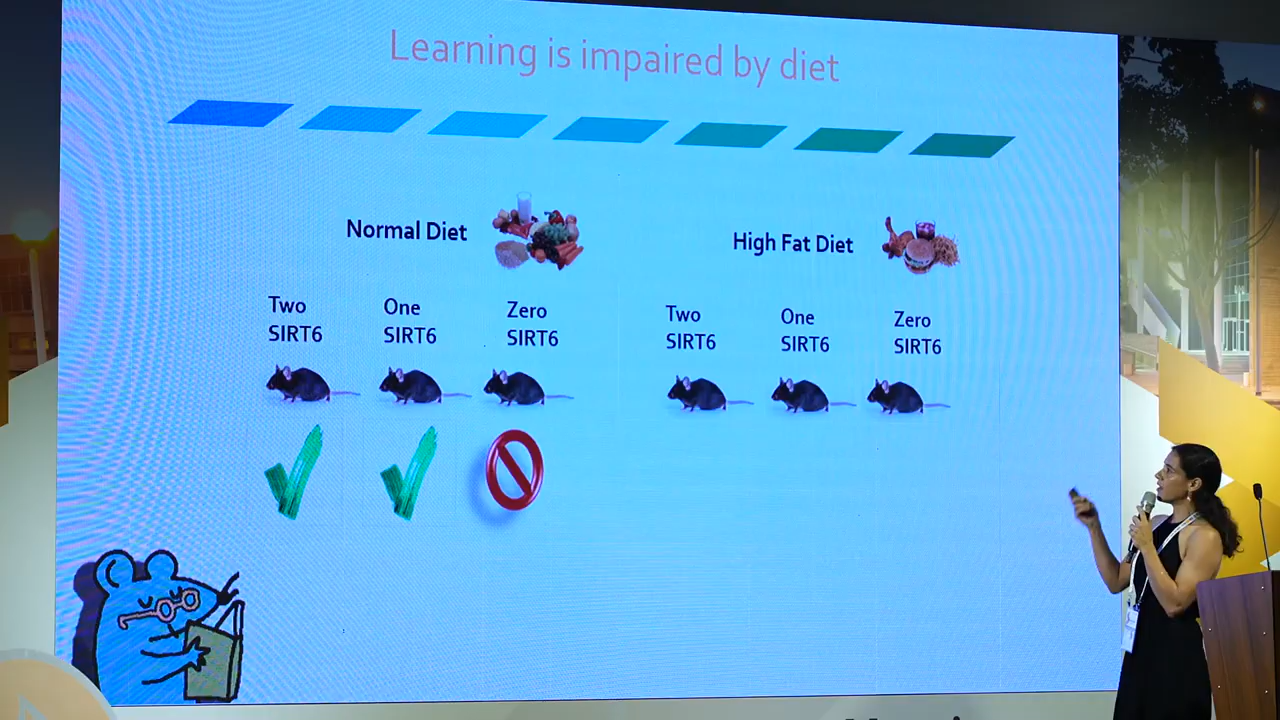 Learning is impaired by diet
Normal Diet
High Fat Diet
Two
SIRT6
One
SIRT6
Zero
SIRT6
Two
SIRT6
One
SIRT6
Zero
SIRT6